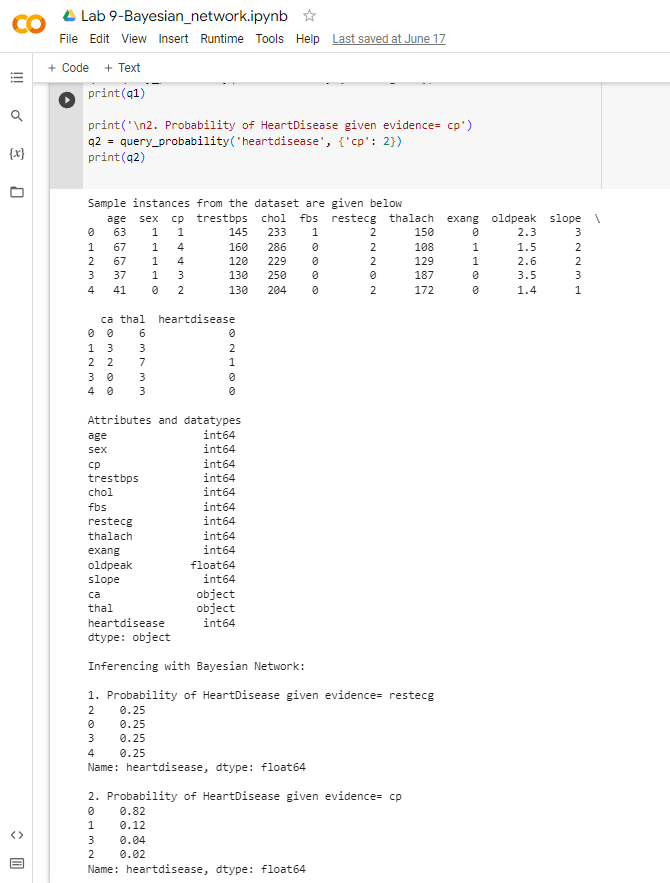 Lab 9-Bayesian_network.ipynb
File Edit View Insert Runtime Tools Help Last saved at June 17
+ Code + Text
print(q1)
print('\n2. Probability of HeartDisease given evidence= cp')
q2 = query_probability('heartdisease', {'cp': 2})
print(q2)
Sample instances from the dataset are given below
age sex cp trestbps chol fbs restecg thalach exang oldpeak slope \
0 63 1 1 145 233 1 2 150 0 2.3 3
1 67 1 4 160 286 0 2 108 1 1.5 2
2 67 1 4 120 229 0 2 129 1 2.6 2
3 37 1 3 130 250 0 0 187 0 3.5 3
4 41 0 2 130 204 0 2 172 0 1.4 1
ca thal heartdisease
0 0 6 0
1 3 3 2
2 2 7 1
3 0 3 0
4 0 3 0
Attributes and datatypes
age int64
sex int64
cp int64
trestbps int64
chol int64
fbs int64
restecg int64
thalach int64
exang int64
oldpeak float64
slope int64
ca object
thal object
heartdisease int64
dtype: object
Inferencing with Bayesian Network:
1. Probability of HeartDisease given evidence= restecg
2 0.25
0 0.25
3 0.25
4 0.25
Name: heartdisease, dtype: float64
2. Probability of HeartDisease given evidence= cp
0 0.82
1 0.12
3 0.04
2 0.02
Name: heartdisease, dtype: float64